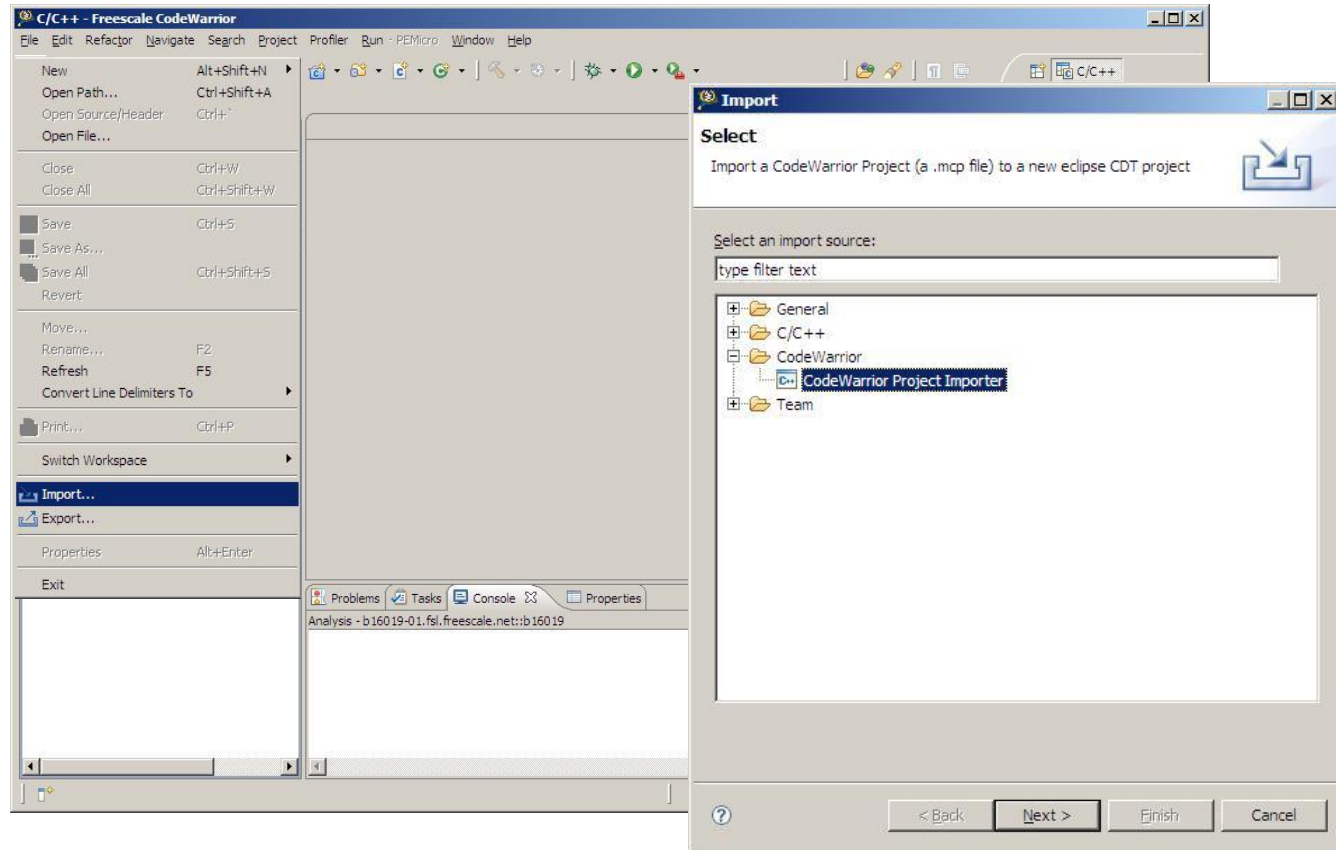 C/C++ - Freescale CodeWarrior
File Edit Refactor Navigate Search Project Profiler Run - PEMicro Window Help
New Alt+Shift+N
Open Path... Ctrl+Shift+A
Open Source/Header Ctrl+`
Open File...
Close Ctrl+W
Close All Ctrl+Shift+W
Save Ctrl+S
Save As...
Save All Ctrl+Shift+S
Revert
Move...
Rename... F2
Refresh F5
Convert Line Delimiters To
Print... Ctrl+P
Switch Workspace
Import...
Export...
Properties Alt+Enter
Exit
C/C++
Problems Tasks Console Properties
Analysis - b16019-01.fsl.freescale.net::b16019
Import
Select
Import a CodeWarrior Project (a .mcp file) to a new eclipse CDT project
Select an import source:
type filter text
General
C/C++
CodeWarrior
CodeWarrior Project Importer
Team
< Back Next > Finish Cancel